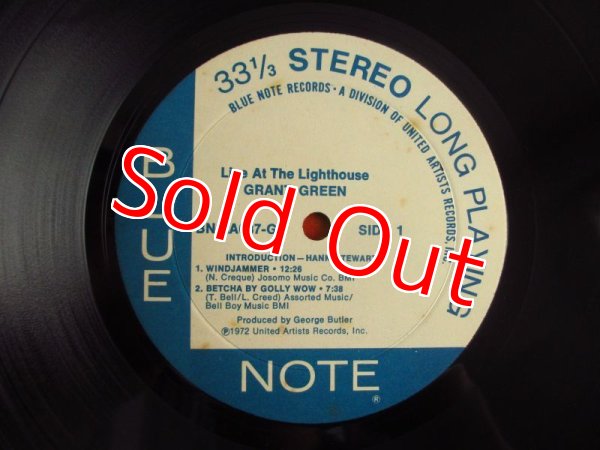 33⅓ STEREO LONG PLAYING
BLUE NOTE RECORDS • A DIVISION OF UNITED ARTISTS RECORDS, INC.
BLUE
NOTE
®
Live At The Lighthouse
GRANT GREEN
SIDE 1
INTRODUCTION—HANK STEWART
1. WINDJAMMER • 12:26
(N. Creque) Josomo Music Co. BMI
2. BETCHA BY GOLLY WOW • 7:38
(T. Bell/L. Creed) Assorted Music/
Bell Boy Music BMI
Produced by George Butler
℗1972 United Artists Records, Inc.
Sold Out